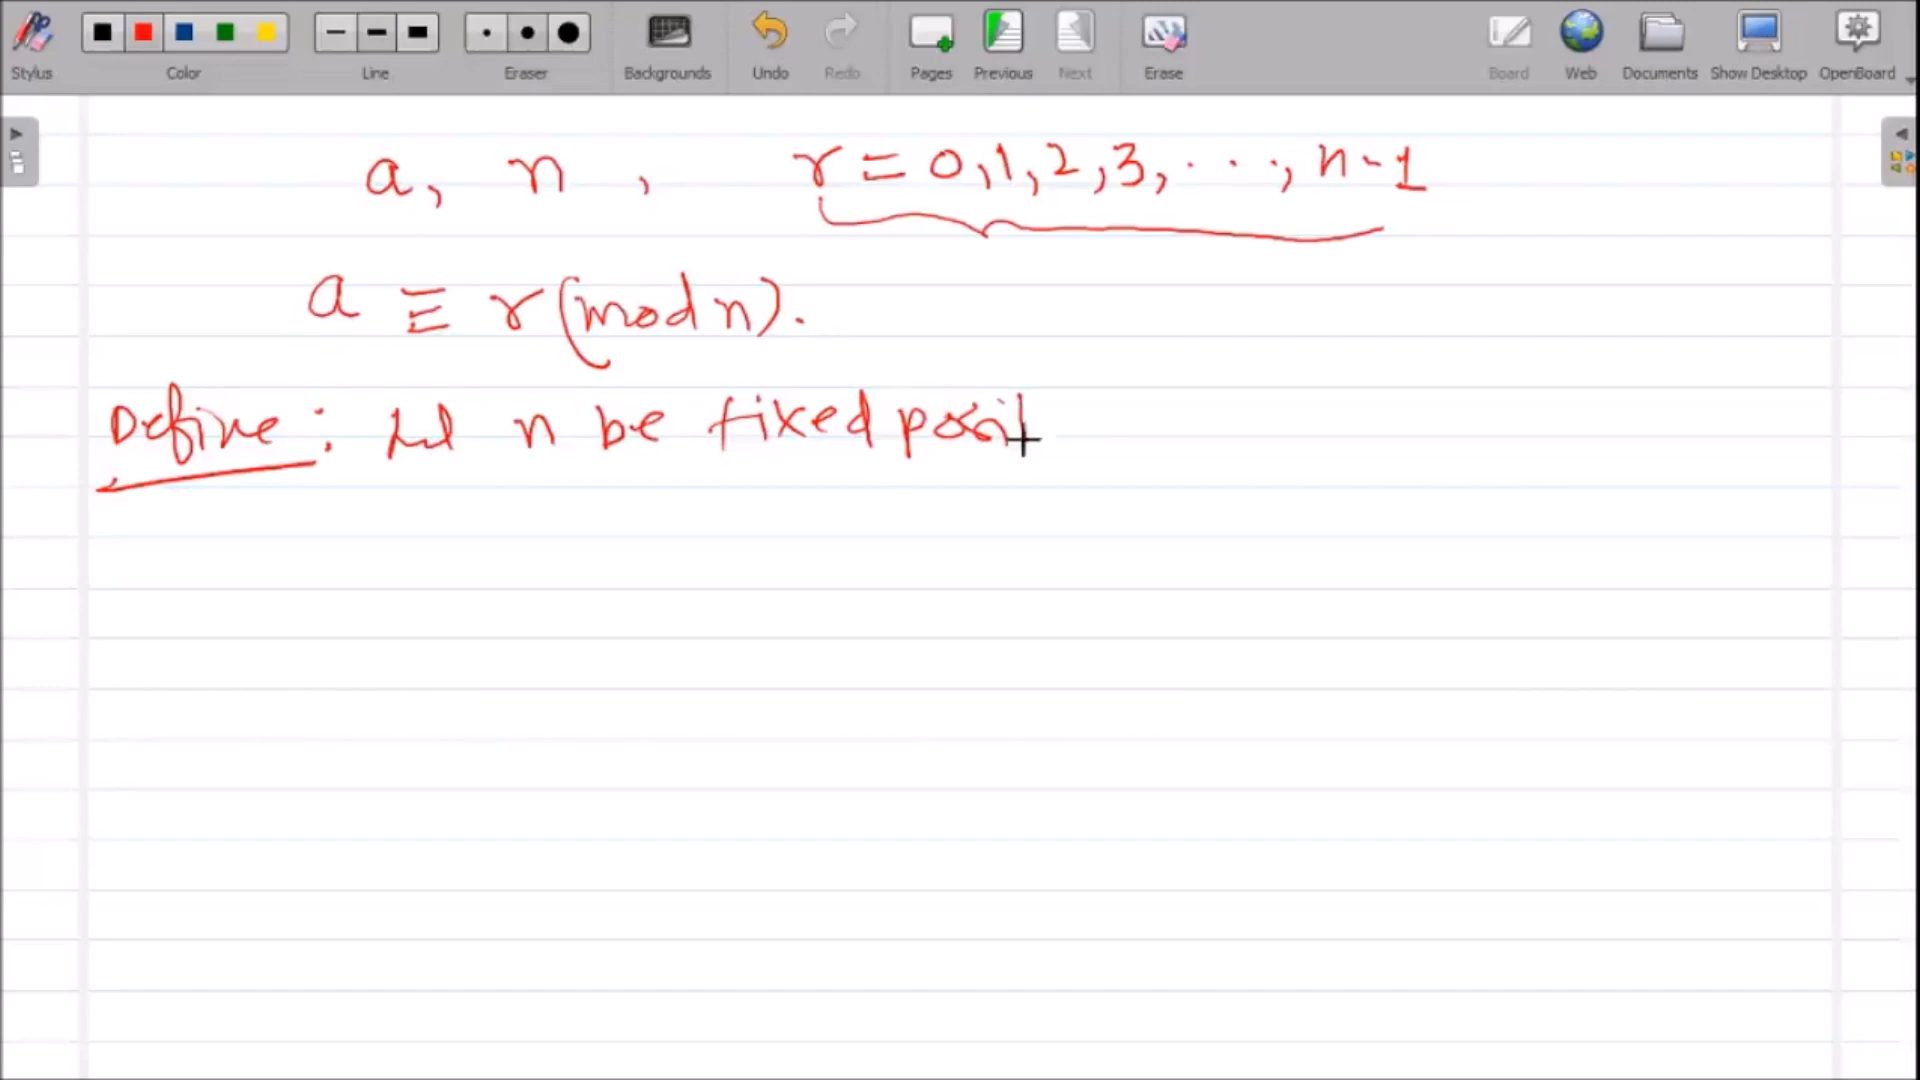 Stylus Color Line Eraser Backgrounds Undo Redo Pages Previous Next Erase Board Web Documents Show Desktop OpenBoard
a, n , r = 0,1,2,3, ..., n-1
a ≡ r(mod n).
Define: Let n be fixed posit